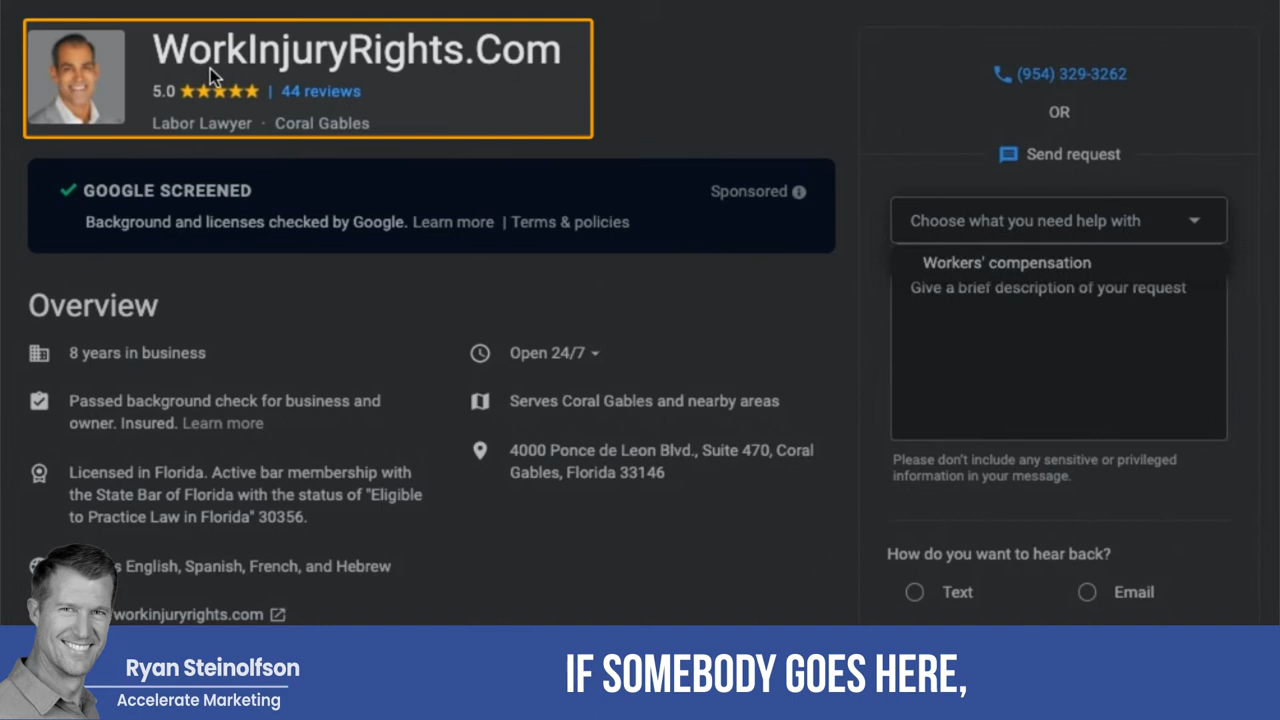 WorkInjuryRights.Com
5.0 ★★★★★ | 44 reviews
Labor Lawyer · Coral Gables
GOOGLE SCREENED
Sponsored
Background and licenses checked by Google. Learn more | Terms & policies
Overview
8 years in business
Passed background check for business and
owner. Insured. Learn more
Licensed in Florida. Active bar membership with
the State Bar of Florida with the status of "Eligible
to Practice Law in Florida" 30356.
English, Spanish, French, and Hebrew
workinjuryrights.com
Open 24/7
Serves Coral Gables and nearby areas
4000 Ponce de Leon Blvd., Suite 470, Coral
Gables, Florida 33146
(954) 329-3262
OR
Send request
Choose what you need help with
Workers' compensation
Give a brief description of your request
Please don't include any sensitive or privileged
information in your message.
How do you want to hear back?
Text
Email
Ryan Steinolfson
Accelerate Marketing
IF SOMEBODY GOES HERE,